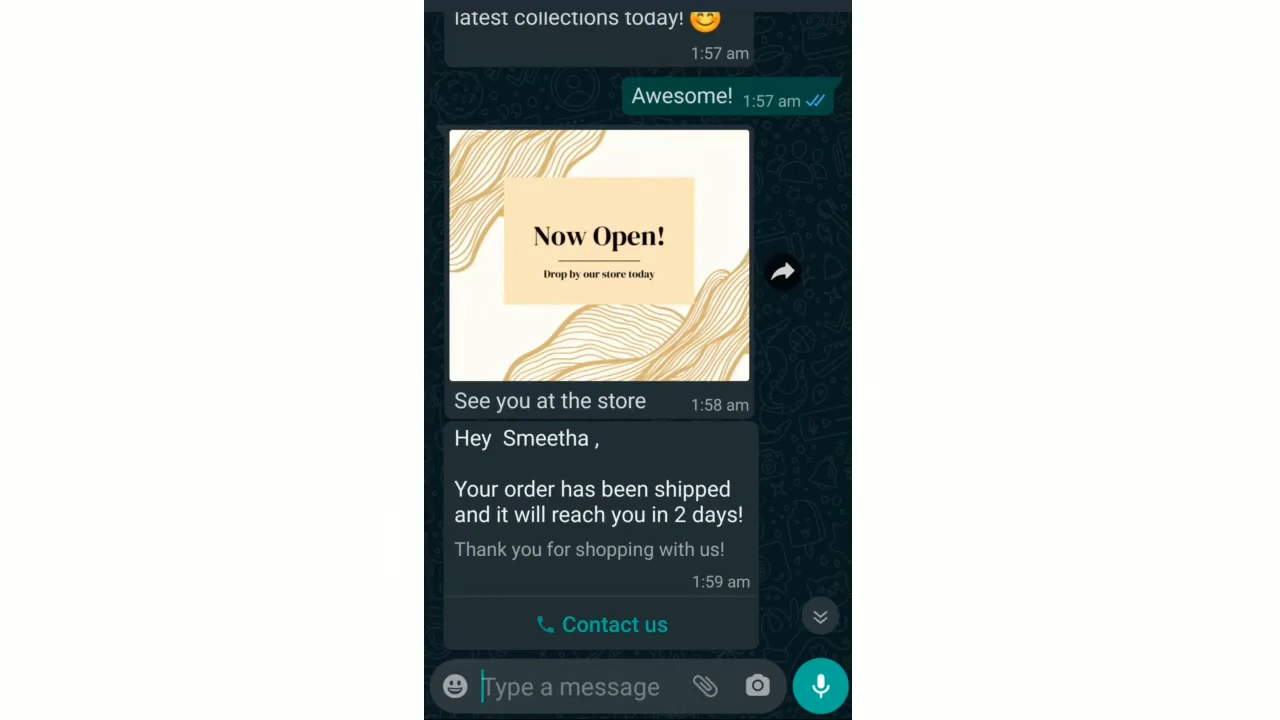 latest collections today! 😊
1:57 am
Awesome! 1:57 am
Now Open!
Drop by our store today
See you at the store 1:58 am
Hey Smeetha ,
Your order has been shipped
and it will reach you in 2 days!
Thank you for shopping with us!
1:59 am
Contact us
Type a message